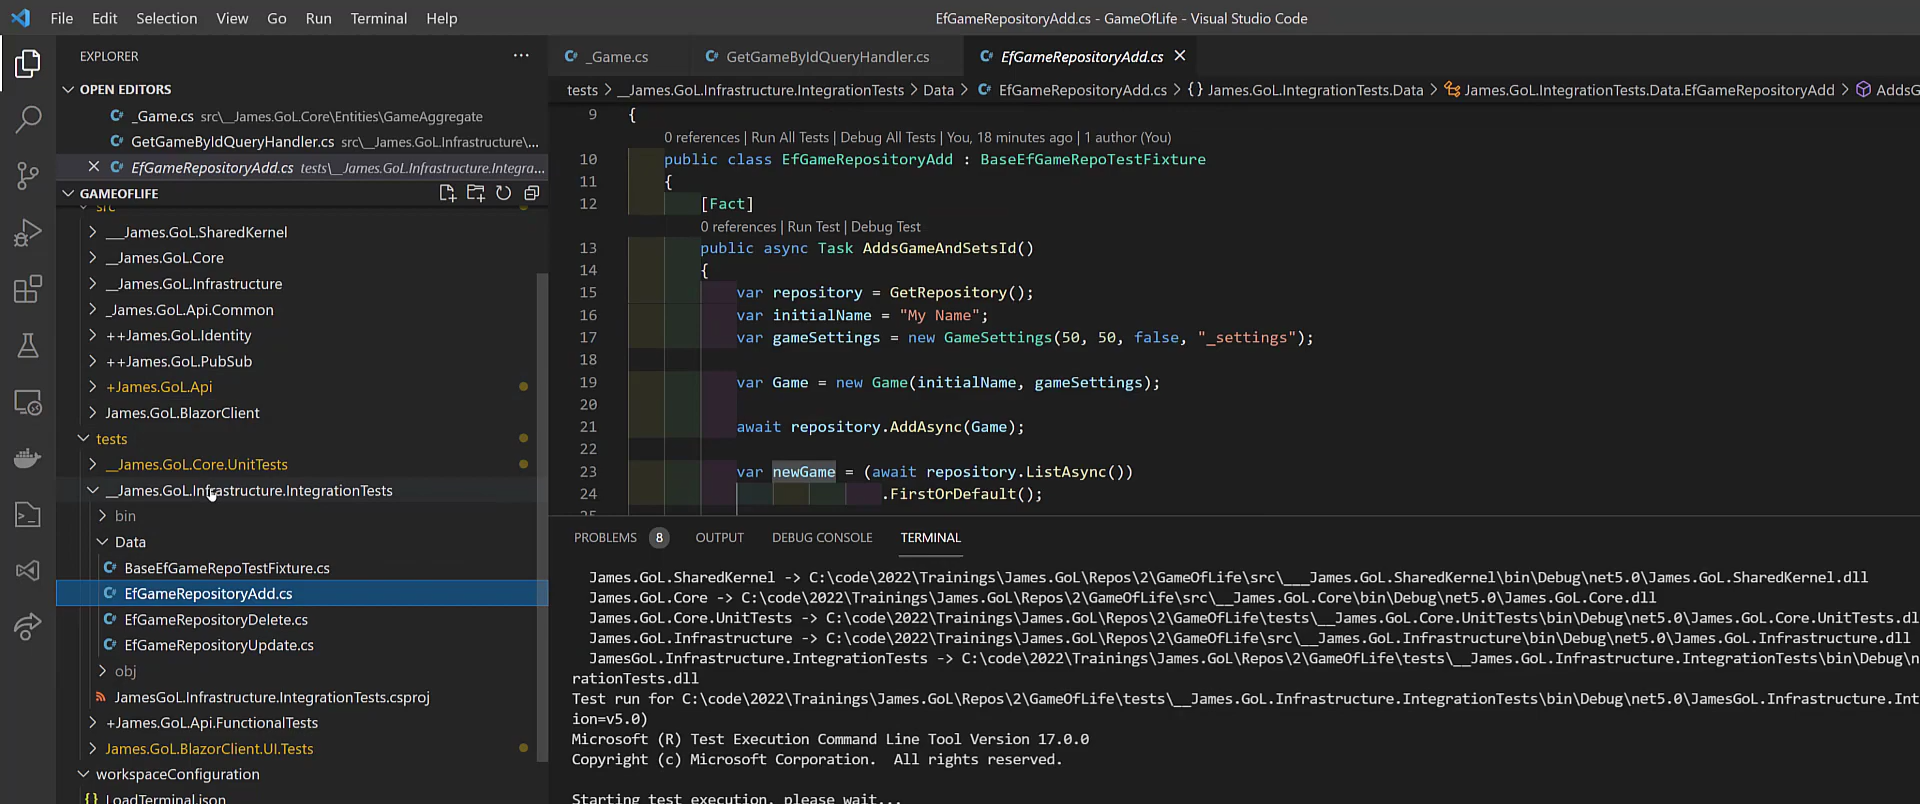 File Edit Selection View Go Run Terminal Help
EfGameRepositoryAdd.cs - GameOfLife - Visual Studio Code
EXPLORER
OPEN EDITORS
_Game.cs src\__James.GoL.Core\Entities\GameAggregate
GetGameByIdQueryHandler.cs src\__James.GoL.Infrastructure\...
EfGameRepositoryAdd.cs tests\__James.GoL.Infrastructure.Integra...
GAMEOFLIFE
src
___James.GoL.SharedKernel
__James.GoL.Core
__James.GoL.Infrastructure
_James.GoL.Api.Common
++James.GoL.Identity
++James.GoL.PubSub
+James.GoL.Api
James.GoL.BlazorClient
tests
__James.GoL.Core.UnitTests
__James.GoL.Infrastructure.IntegrationTests
bin
Data
BaseEfGameRepoTestFixture.cs
EfGameRepositoryAdd.cs
EfGameRepositoryDelete.cs
EfGameRepositoryUpdate.cs
obj
JamesGoL.Infrastructure.IntegrationTests.csproj
+James.GoL.Api.FunctionalTests
James.GoL.BlazorClient.UI.Tests
workspaceConfiguration
{} LoadTerminal.json
_Game.cs GetGameByIdQueryHandler.cs EfGameRepositoryAdd.cs
tests > __James.GoL.Infrastructure.IntegrationTests > Data > EfGameRepositoryAdd.cs > {} James.GoL.IntegrationTests.Data > James.GoL.IntegrationTests.Data.EfGameRepositoryAdd > AddsG
9 {
0 references | Run All Tests | Debug All Tests | You, 18 minutes ago | 1 author (You)
10 public class EfGameRepositoryAdd : BaseEfGameRepoTestFixture
11 {
12 [Fact]
0 references | Run Test | Debug Test
13 public async Task AddsGameAndSetsId()
14 {
15 var repository = GetRepository();
16 var initialName = "My Name";
17 var gameSettings = new GameSettings(50, 50, false, "_settings");
18
19 var Game = new Game(initialName, gameSettings);
20
21 await repository.AddAsync(Game);
22
23 var newGame = (await repository.ListAsync())
24 .FirstOrDefault();
25
PROBLEMS 8 OUTPUT DEBUG CONSOLE TERMINAL
James.GoL.SharedKernel -> C:\code\2022\Trainings\James.GoL\Repos\2\GameOfLife\src\___James.GoL.SharedKernel\bin\Debug\net5.0\James.GoL.SharedKernel.dll
James.GoL.Core -> C:\code\2022\Trainings\James.GoL\Repos\2\GameOfLife\src\__James.GoL.Core\bin\Debug\net5.0\James.GoL.Core.dll
James.GoL.Core.UnitTests -> C:\code\2022\Trainings\James.GoL\Repos\2\GameOfLife\tests\__James.GoL.Core.UnitTests\bin\Debug\net5.0\James.GoL.Core.UnitTests.dl
James.GoL.Infrastructure -> C:\code\2022\Trainings\James.GoL\Repos\2\GameOfLife\src\__James.GoL.Infrastructure\bin\Debug\net5.0\James.GoL.Infrastructure.dll
JamesGoL.Infrastructure.IntegrationTests -> C:\code\2022\Trainings\James.GoL\Repos\2\GameOfLife\tests\__James.GoL.Infrastructure.IntegrationTests\bin\Debug\n
rationTests.dll
Test run for C:\code\2022\Trainings\James.GoL\Repos\2\GameOfLife\tests\__James.GoL.Infrastructure.IntegrationTests\bin\Debug\net5.0\JamesGoL.Infrastructure.Int
ion=v5.0)
Microsoft (R) Test Execution Command Line Tool Version 17.0.0
Copyright (c) Microsoft Corporation. All rights reserved.
Starting test execution, please wait...